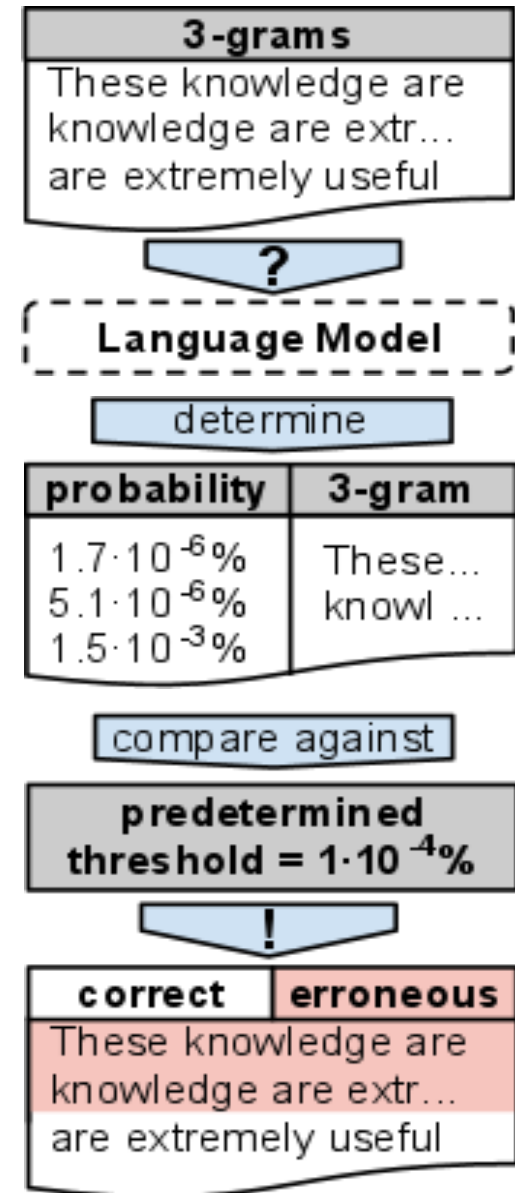 3-grams
These knowledge are
knowledge are extr...
are extremely useful
?
Language Model
determine
probability 3-gram
1.7·10⁻⁶% These...
5.1·10⁻⁶% knowl ...
1.5·10⁻³%
compare against
predetermined
threshold = 1·10⁻⁴%
!
correct erroneous
These knowledge are
knowledge are extr...
are extremely useful